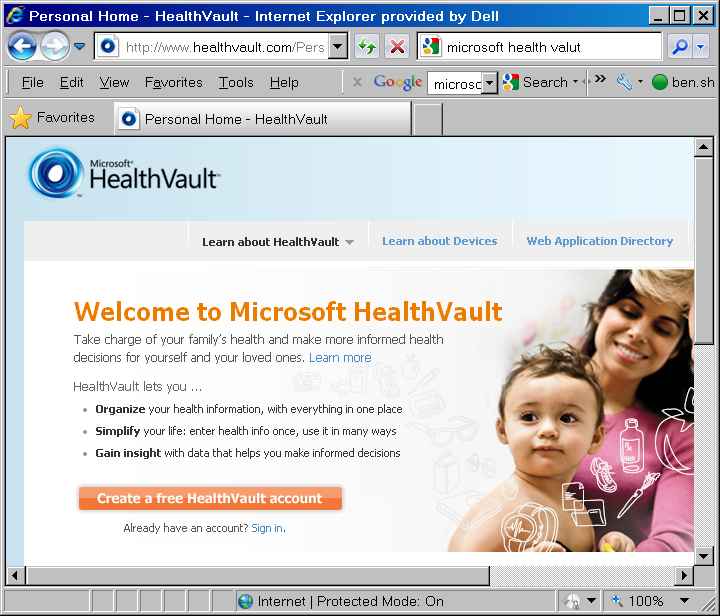 Personal Home - HealthVault - Internet Explorer provided by Dell
http://www.healthvault.com/Pers
microsoft health valut
File Edit View Favorites Tools Help
x Google microsc Search » ben.sh
Favorites Personal Home - HealthVault
Microsoft®
HealthVault™
Learn about HealthVault Learn about Devices Web Application Directory
Welcome to Microsoft HealthVault
Take charge of your family's health and make more informed health
decisions for yourself and your loved ones. Learn more
HealthVault lets you ...
• Organize your health information, with everything in one place
• Simplify your life: enter health info once, use it in many ways
• Gain insight with data that helps you make informed decisions
Create a free HealthVault account
Already have an account? Sign in.
Internet | Protected Mode: On 100%